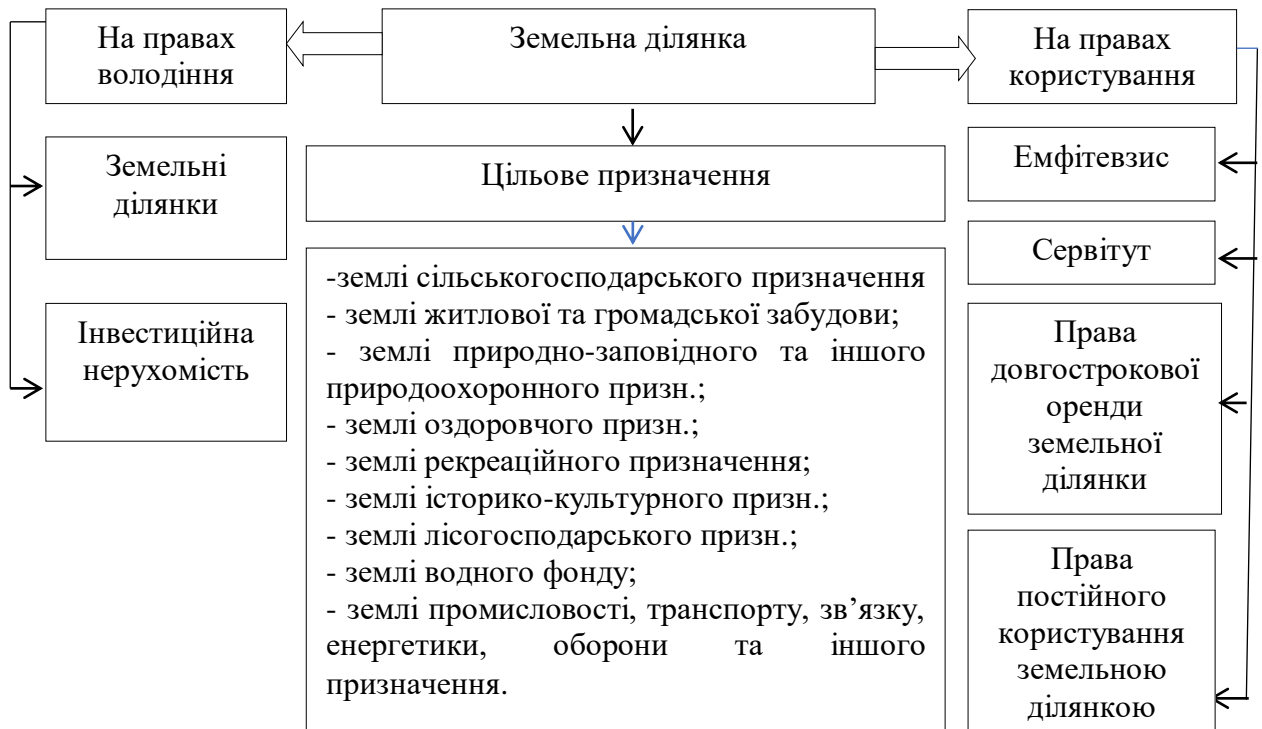 На правах
володіння
Земельна ділянка
На правах
користування
Земельні
ділянки
Інвестиційна
нерухомість
Цільове призначення
-землі сільськогосподарського призначення
- землі житлової та громадської забудови;
- землі природно-заповідного та іншого
природоохоронного призн.;
- землі оздоровчого призн.;
- землі рекреаційного призначення;
- землі історико-культурного призн.;
- землі лісогосподарського призн.;
- землі водного фонду;
- землі промисловості, транспорту, зв’язку,
енергетики, оборони та іншого
призначення.
Емфітевзис
Сервітут
Права
довгострокової
оренди
земельної
ділянки
Права
постійного
користування
земельною
ділянкою